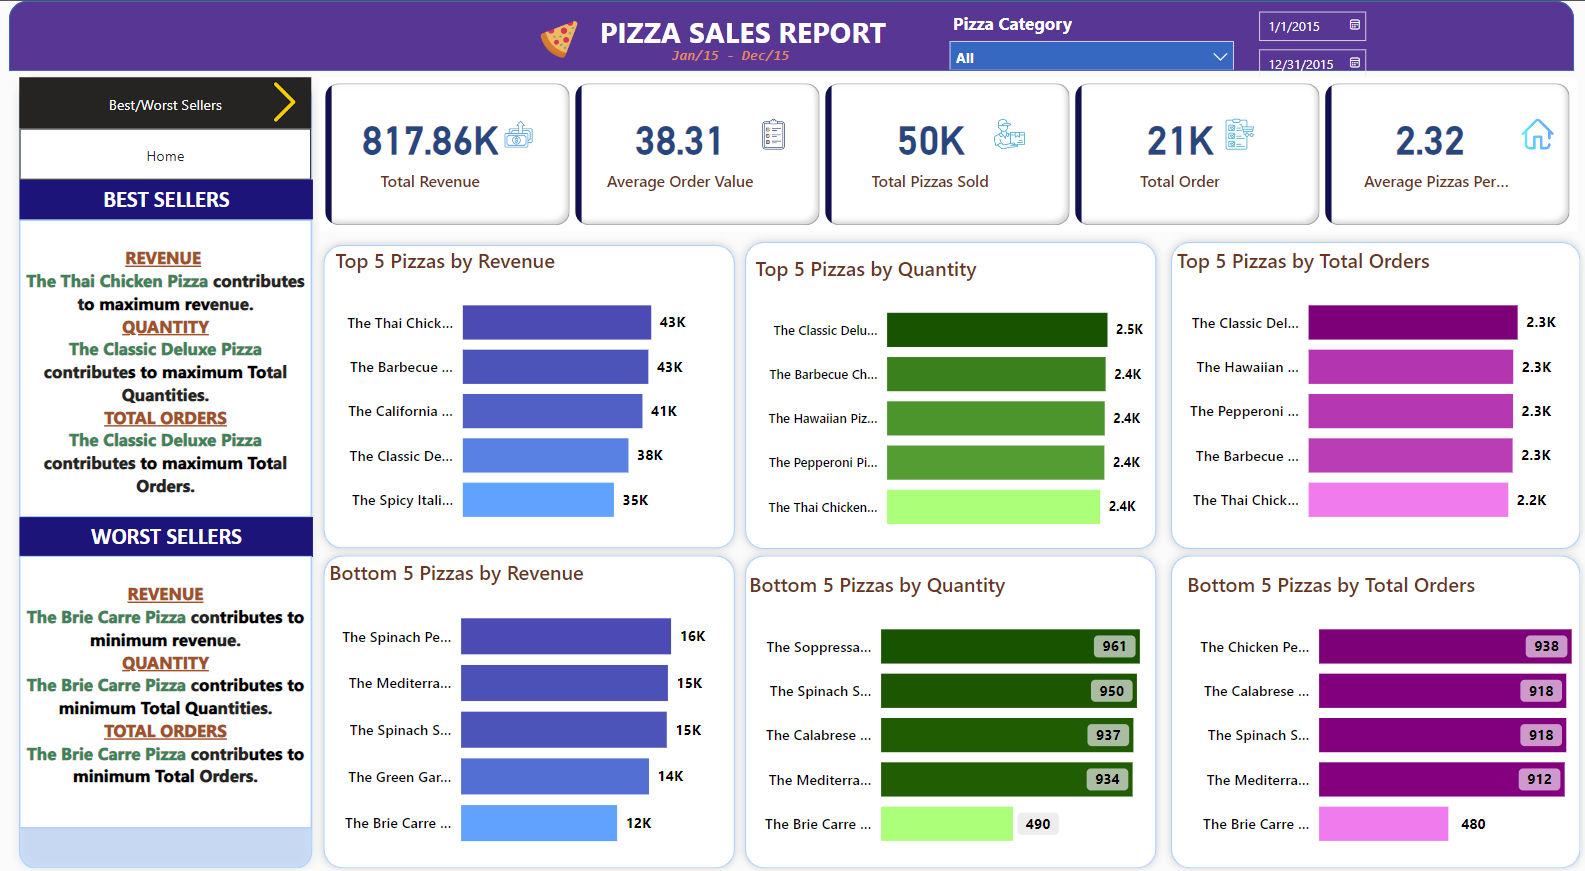 PIZZA SALES REPORT
Jan/15 - Dec/15
Pizza Category
All
1/1/2015
12/31/2015
Best/Worst Sellers
Home
BEST SELLERS
REVENUE
The Thai Chicken Pizza contributes
to maximum revenue.
QUANTITY
The Classic Deluxe Pizza
contributes to maximum Total
Quantities.
TOTAL ORDERS
The Classic Deluxe Pizza
contributes to maximum Total
Orders.
WORST SELLERS
REVENUE
The Brie Carre Pizza contributes to
minimum revenue.
QUANTITY
The Brie Carre Pizza contributes to
minimum Total Quantities.
TOTAL ORDERS
The Brie Carre Pizza contributes to
minimum Total Orders.
817.86K
Total Revenue
38.31
Average Order Value
50K
Total Pizzas Sold
21K
Total Order
2.32
Average Pizzas Per...
Top 5 Pizzas by Revenue
The Thai Chick... 43K
The Barbecue ... 43K
The California ... 41K
The Classic De... 38K
The Spicy Itali... 35K
Top 5 Pizzas by Quantity
The Classic Delu... 2.5K
The Barbecue Ch... 2.4K
The Hawaiian Piz... 2.4K
The Pepperoni Pi... 2.4K
The Thai Chicken... 2.4K
Top 5 Pizzas by Total Orders
The Classic Del... 2.3K
The Hawaiian ... 2.3K
The Pepperoni ... 2.3K
The Barbecue ... 2.3K
The Thai Chick... 2.2K
Bottom 5 Pizzas by Revenue
The Spinach Pe... 16K
The Mediterra... 15K
The Spinach S... 15K
The Green Gar... 14K
The Brie Carre ... 12K
Bottom 5 Pizzas by Quantity
The Soppressa... 961
The Spinach S... 950
The Calabrese ... 937
The Mediterra... 934
The Brie Carre ... 490
Bottom 5 Pizzas by Total Orders
The Chicken Pe... 938
The Calabrese ... 918
The Spinach S... 918
The Mediterra... 912
The Brie Carre ... 480